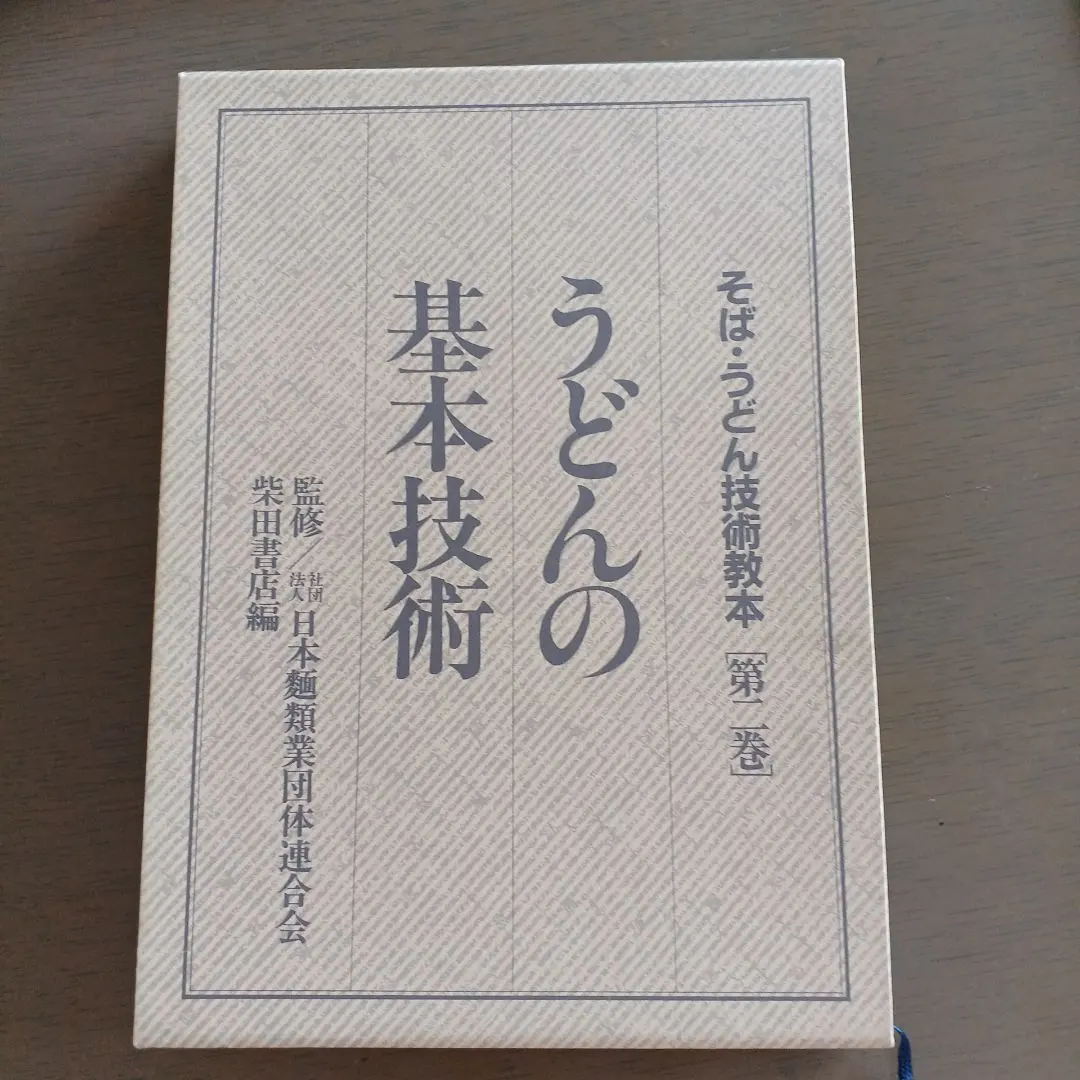 そば・うどん技術教本［第二巻］
うどんの
基本技術
監修／社団法人日本麺類業団体連合会
柴田書店編